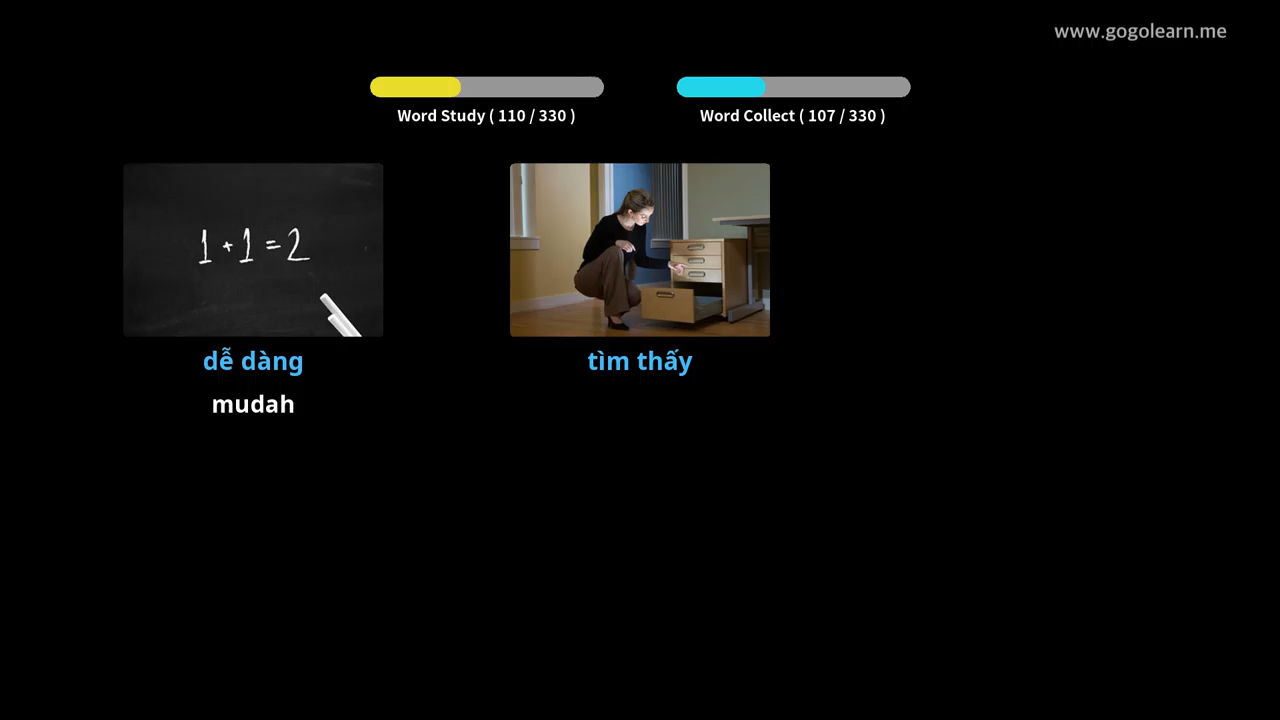 www.gogolearn.me
Word Study ( 110 / 330 )
Word Collect ( 107 / 330 )
1 + 1 = 2
dễ dàng
tìm thấy
mudah